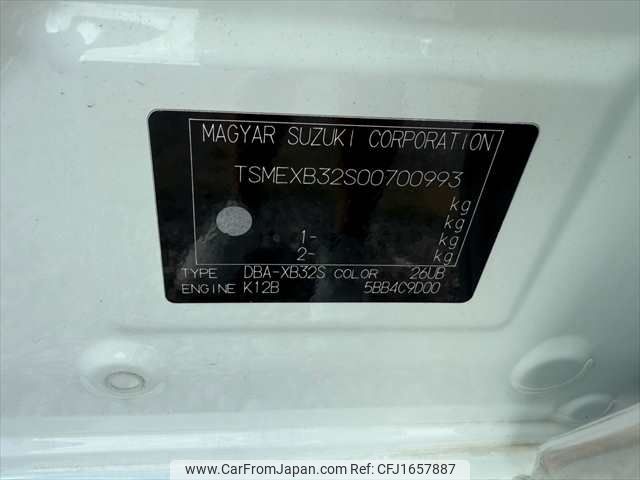 MAGYAR SUZUKI CORPORATION
TSMEXB32S00700993
kg
kg
1- kg
2- kg
TYPE DBA-XB32S COLOR 26UB
ENGINE K12B 5BB4C9D00
www.CarFromJapan.com - CFJ1657887